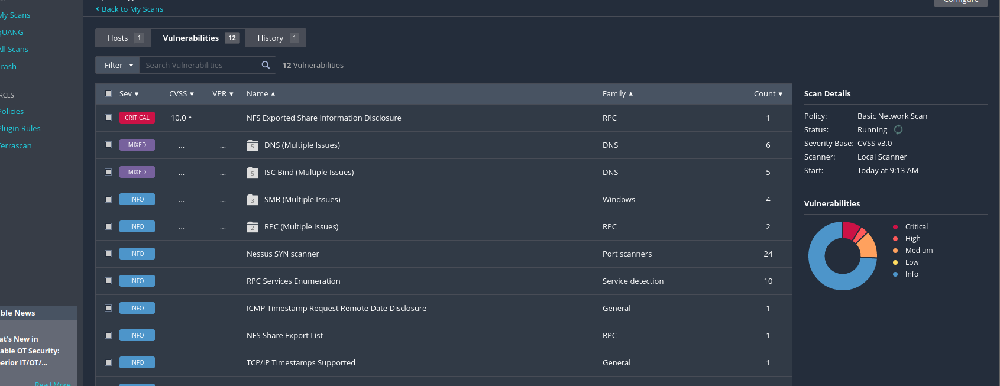 Back to My Scans
Configure
My Scans
qUANG
All Scans
Trash
RCES
Policies
Plugin Rules
Terrascan
Hosts 1 Vulnerabilities 12 History 1
Filter Search Vulnerabilities 12 Vulnerabilities
Sev CVSS VPR Name Family Count
CRITICAL 10.0 * NFS Exported Share Information Disclosure RPC 1
MIXED ... ... 5 DNS (Multiple Issues) DNS 6
MIXED ... ... 5 ISC Bind (Multiple Issues) DNS 5
INFO ... ... 3 SMB (Multiple Issues) Windows 4
INFO ... ... 2 RPC (Multiple Issues) RPC 2
INFO Nessus SYN scanner Port scanners 24
INFO RPC Services Enumeration Service detection 10
INFO ICMP Timestamp Request Remote Date Disclosure General 1
INFO NFS Share Export List RPC 1
INFO TCP/IP Timestamps Supported General 1
Scan Details
Policy: Basic Network Scan
Status: Running
Severity Base: CVSS v3.0
Scanner: Local Scanner
Start: Today at 9:13 AM
Vulnerabilities
Critical
High
Medium
Low
Info
ble News
at's New in
able OT Security:
erior IT/OT/...
Read More